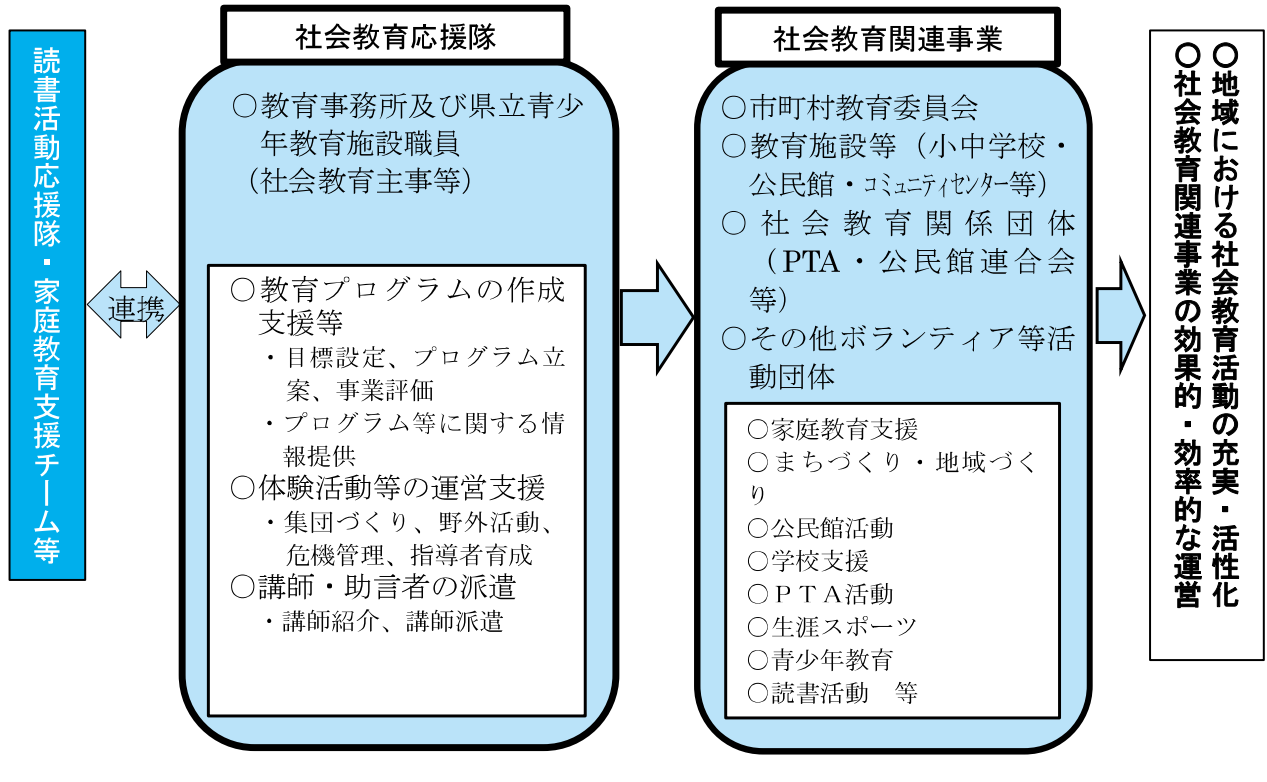 読書活動応援隊・家庭教育支援チーム等
連携
社会教育応援隊
○教育事務所及び県立青少
年教育施設職員
（社会教育主事等）
○教育プログラムの作成
支援等
・目標設定、プログラム立
案、事業評価
・プログラム等に関する情
報提供
○体験活動等の運営支援
・集団づくり、野外活動、
危機管理、指導者育成
○講師・助言者の派遣
・講師紹介、講師派遣
社会教育関連事業
○市町村教育委員会
○教育施設等（小中学校・
公民館・ｺﾐｭﾆﾃｨｾﾝﾀｰ等）
○社会教育関係団体
（PTA・公民館連合会
等）
○その他ボランティア等活
動団体
○家庭教育支援
○まちづくり・地域づく
り
○公民館活動
○学校支援
○ＰＴＡ活動
○生涯スポーツ
○青少年教育
○読書活動　等
○地域における社会教育活動の充実・活性化
○社会教育関連事業の効果的・効率的な運営